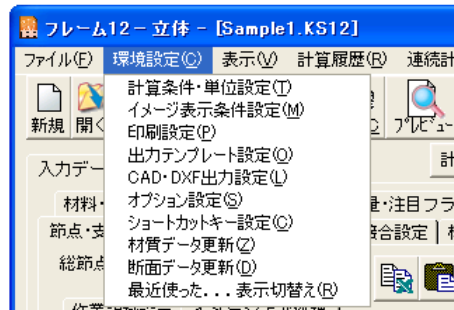 フレーム12 - 立体 - [Sample1.KS12]
ファイル(F) 環境設定(C) 表示(V) 計算履歴(R) 連続計
計算条件・単位設定(T)
イメージ表示条件設定(M)
印刷設定(P)
出力テンプレート設定(O)
CAD・DXF出力設定(L)
オプション設定(S)
ショートカットキー設定(C)
材質データ更新(Z)
断面データ更新(D)
最近使った...表示切替え(R)
新規 開く
プレビュー
入力デー
計
材料・
量・注目フラ
節点・支
接合設定
総節点